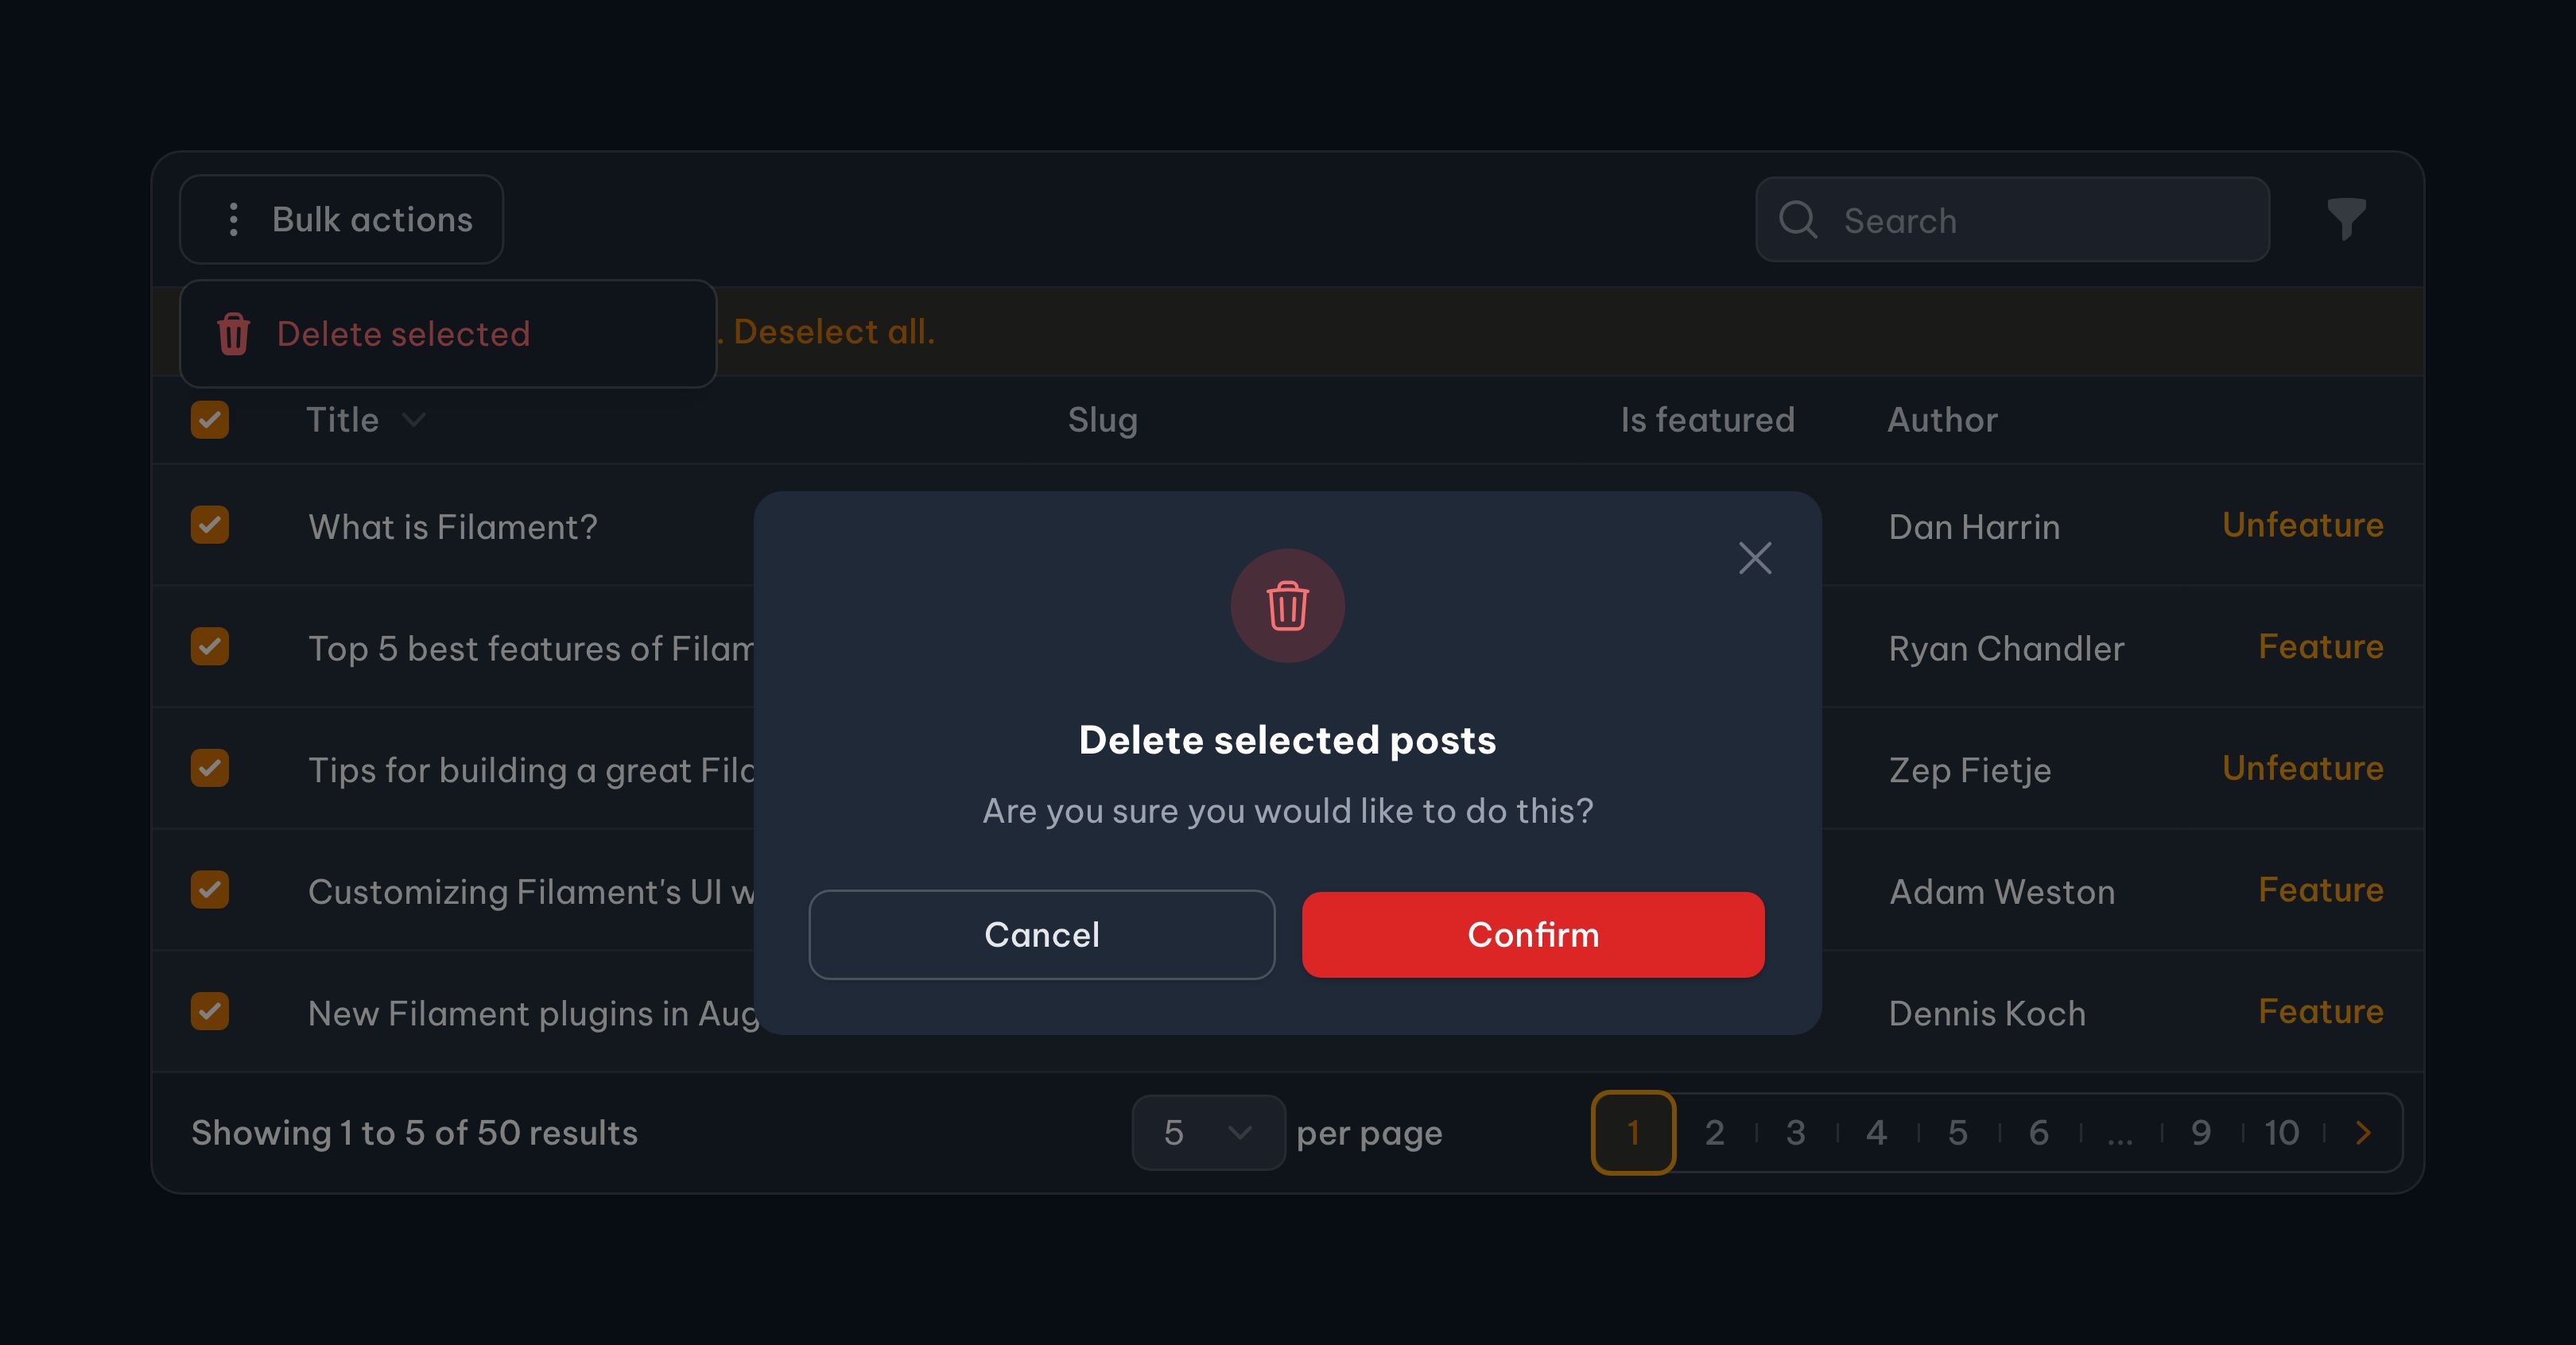 Bulk actions
Search
Delete selected
. Deselect all.
Title
Slug
Is featured
Author
What is Filament?
Dan Harrin
Unfeature
Top 5 best features of
Ryan Chandler
Feature
Tips for building a great
Zep Fietje
Unfeature
Customizing Filament's UI
Adam Weston
Feature
New Filament plugins in
Dennis Koch
Feature
Delete selected posts
Are you sure you would like to do this?
Cancel
Confirm
Showing 1 to 5 of 50 results
5
per page
1 2 3 4 5 6 ... 9 10